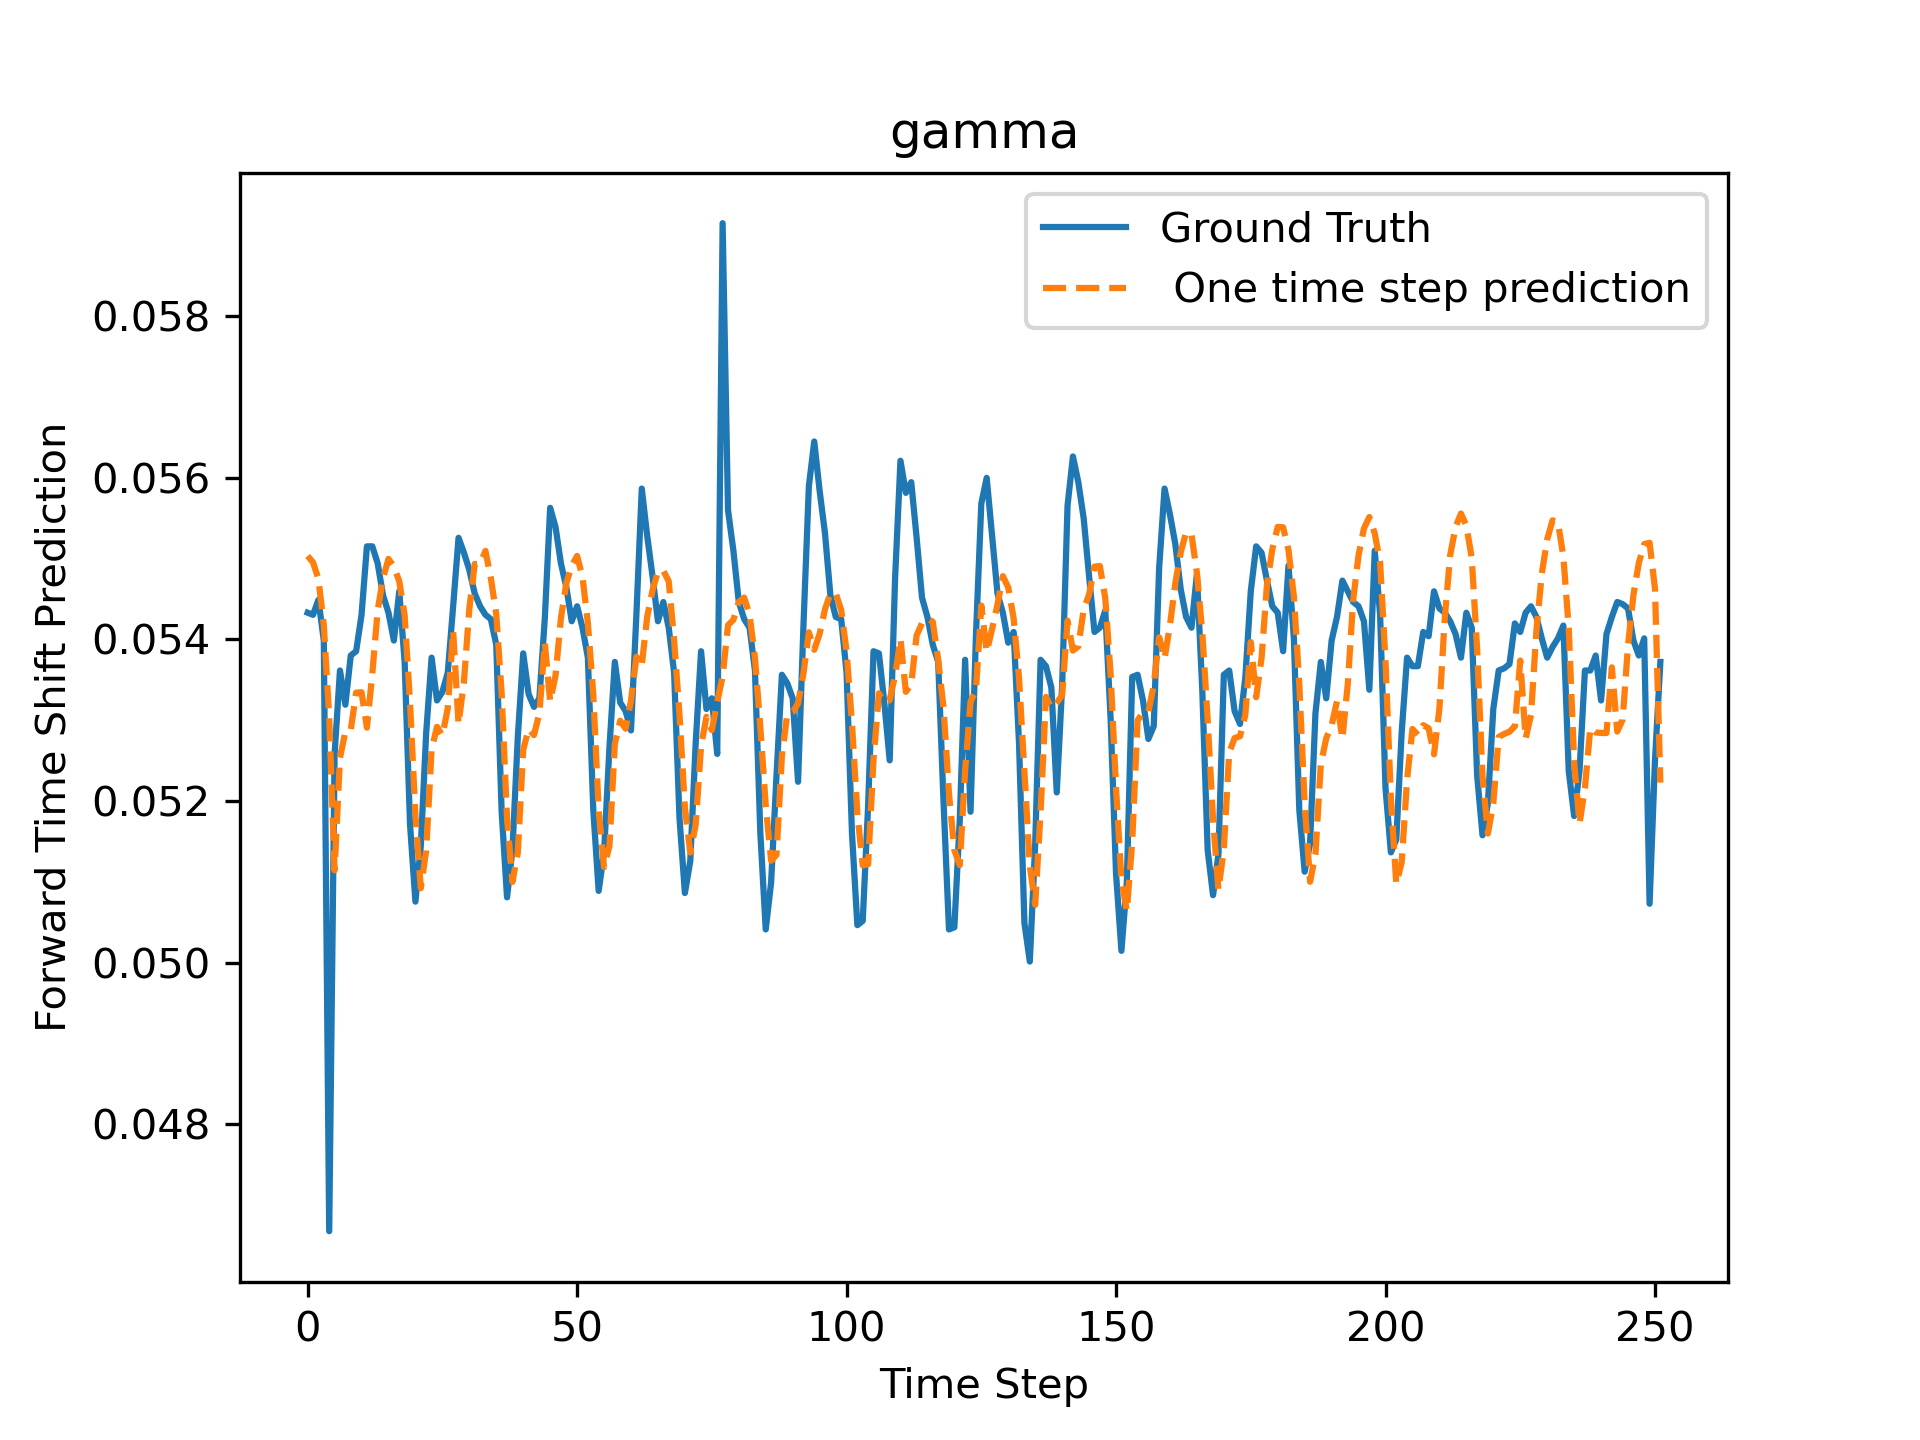 gamma
Ground Truth
One time step prediction
Forward Time Shift Prediction
0.058
0.056
0.054
0.052
0.050
0.048
0 50 100 150 200 250
Time Step